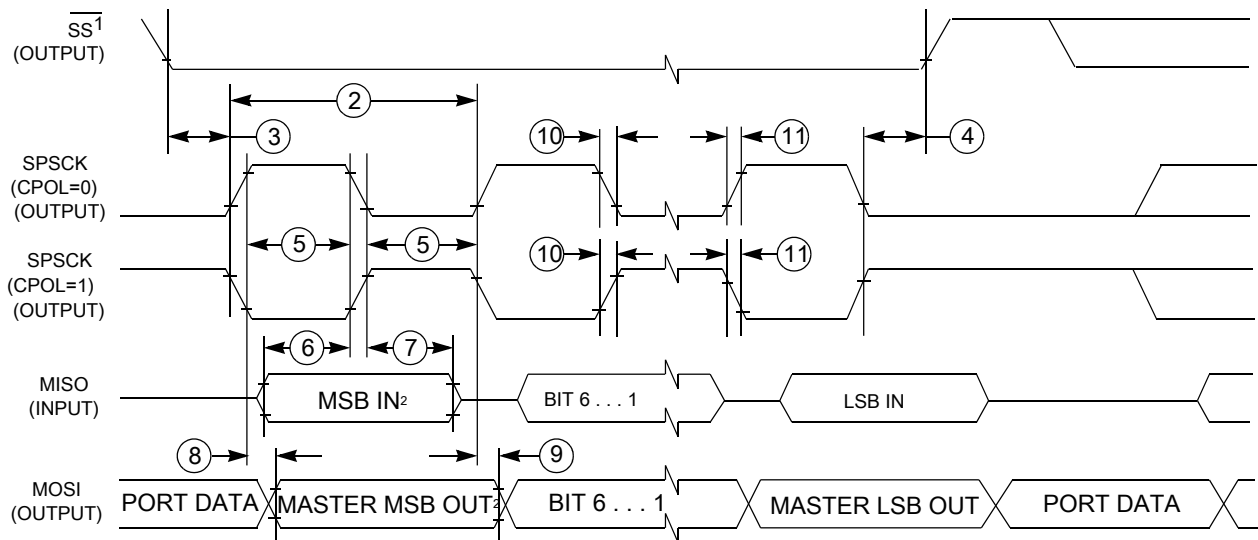 SS1
(OUTPUT)
2
3
10
11
4
SPSCK
(CPOL=0)
(OUTPUT)
5
5
10
11
SPSCK
(CPOL=1)
(OUTPUT)
6
7
MISO
(INPUT)
MSB IN2
BIT 6 . . . 1
LSB IN
8
9
MOSI
(OUTPUT)
PORT DATA
MASTER MSB OUT2
BIT 6 . . . 1
MASTER LSB OUT
PORT DATA